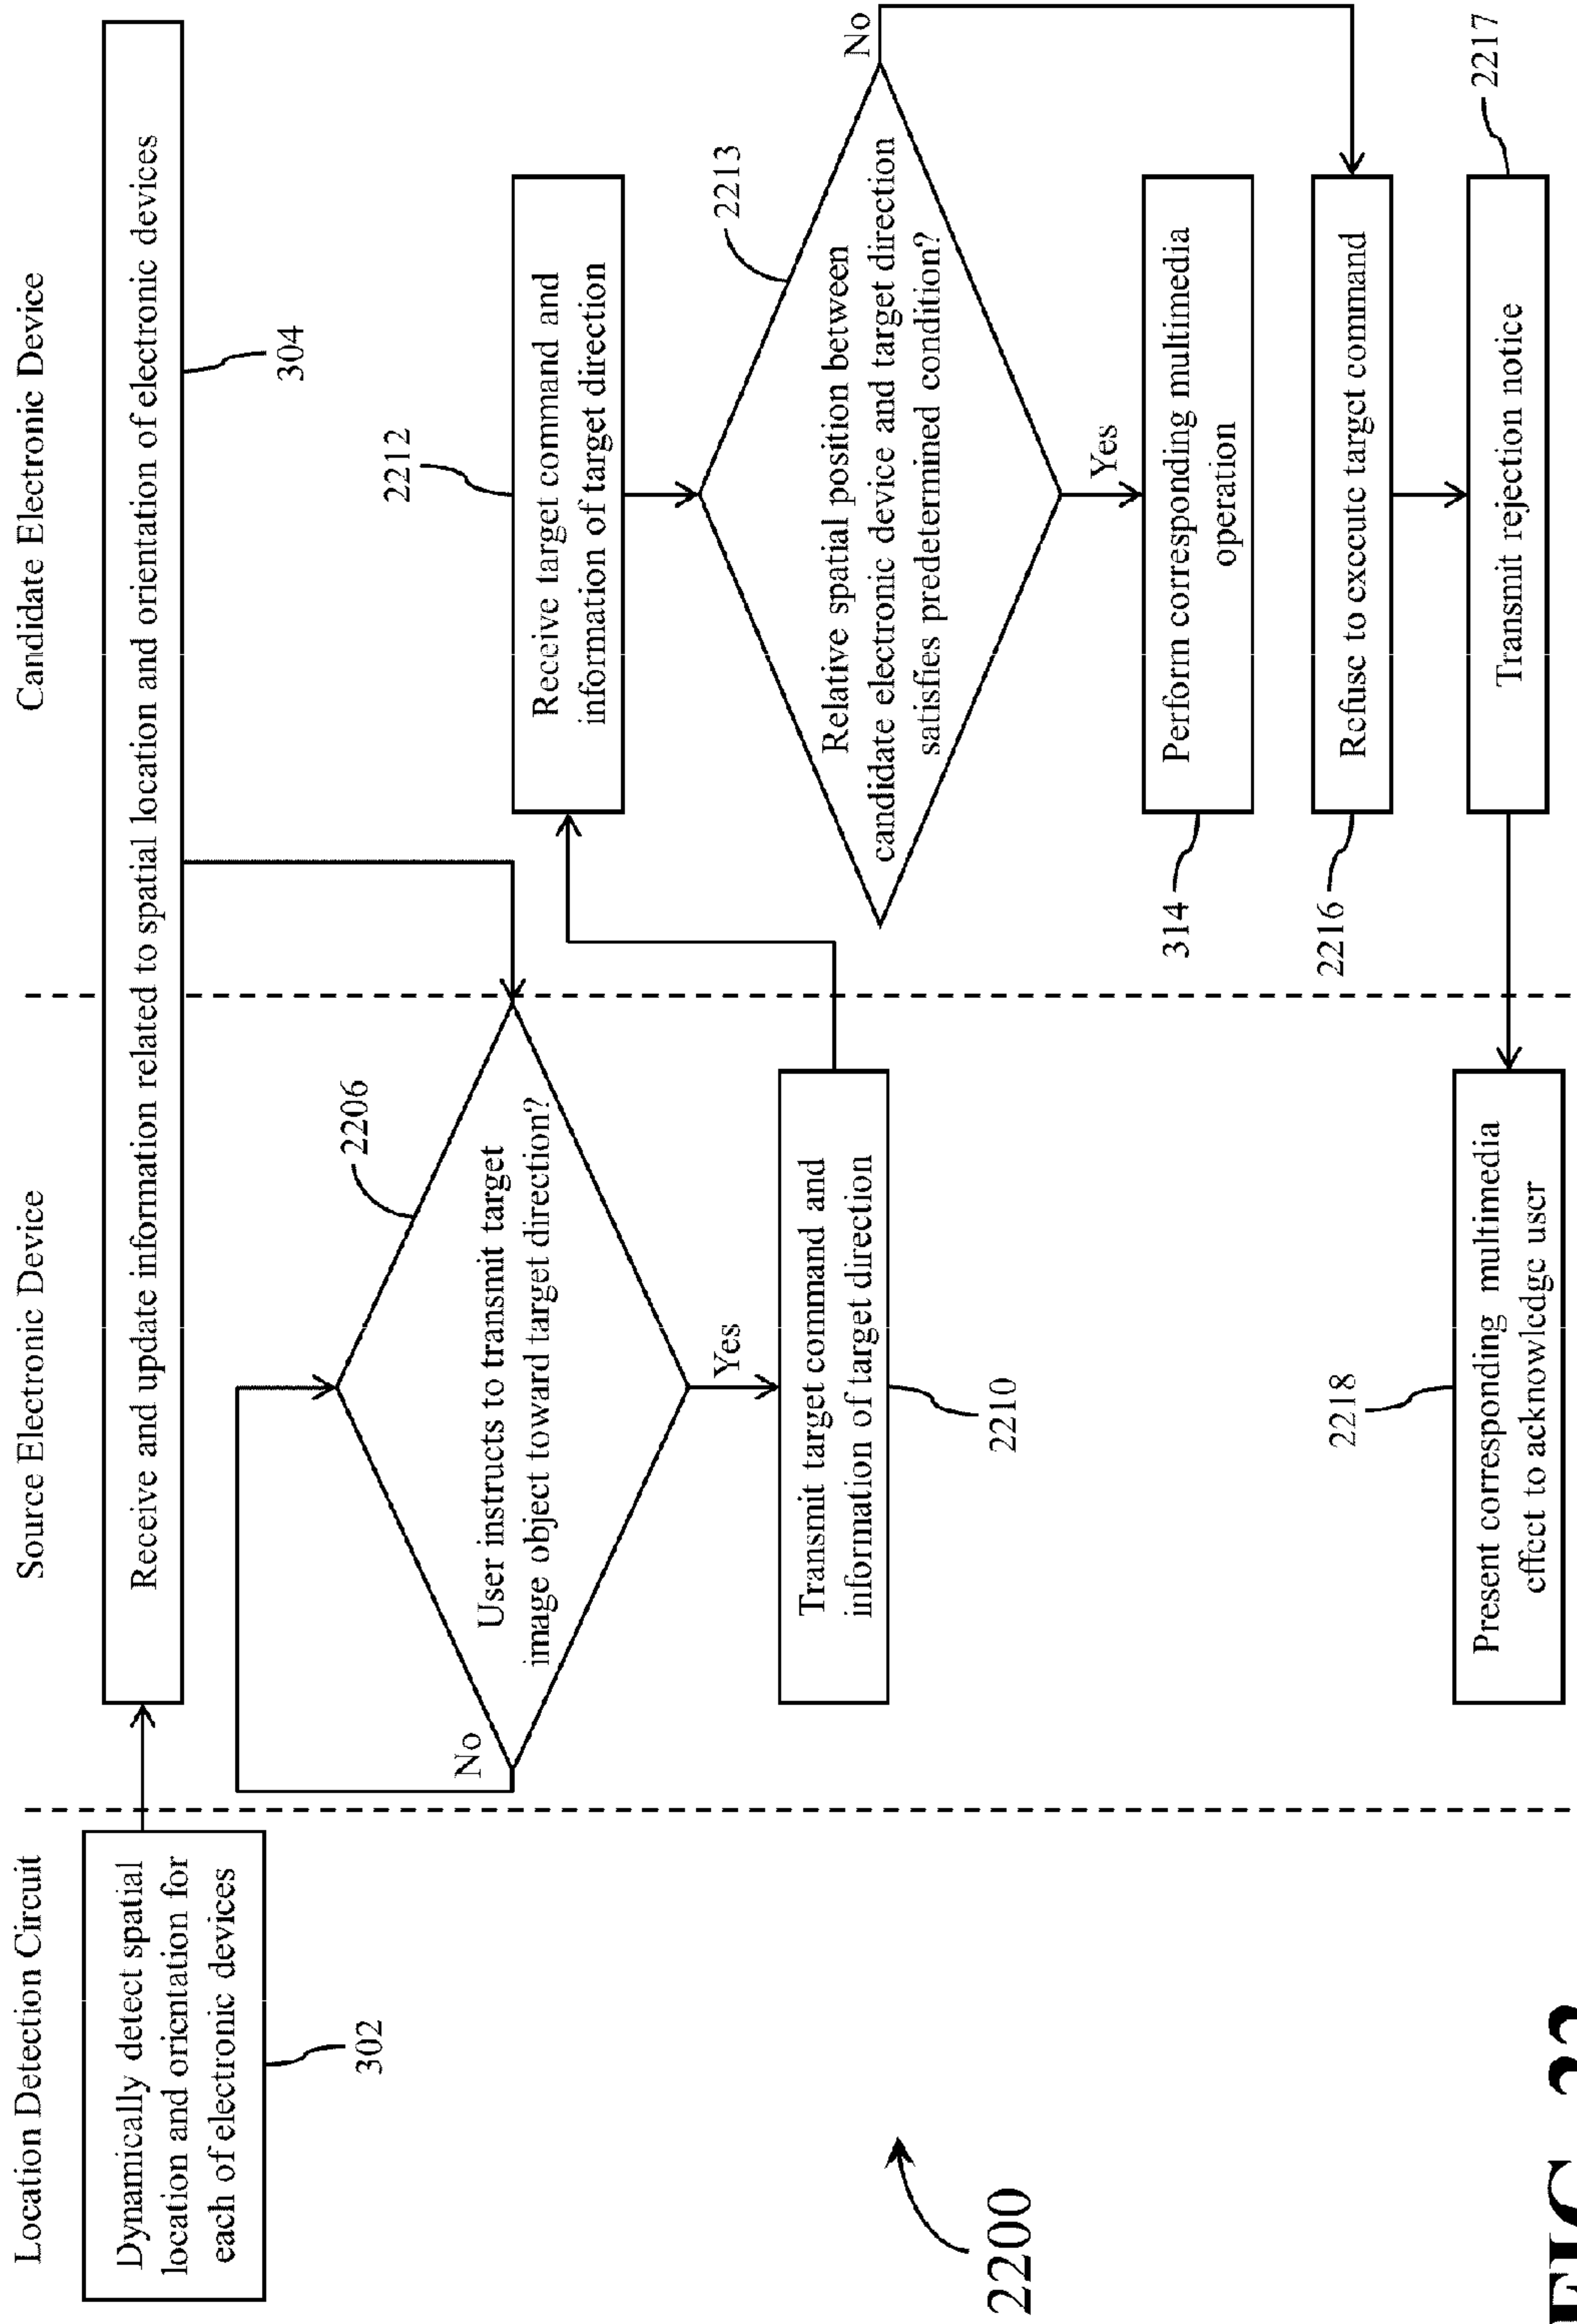 Location Detection Circuit
Source Electronic Device
Candidate Electronic Device
Dynamically detect spatial
location and orientation for
each of electronic devices
302
Receive and update information related to spatial location and orientation of electronic devices
304
No
User instructs to transmit target
image object toward target direction?
2206
Yes
Transmit target command and
information of target direction
2210
2212
Receive target command and
information of target direction
2213
Relative spatial position between
candidate electronic device and target direction
satisfies predetermined condition?
No
Yes
Perform corresponding multimedia
operation
314
Refuse to execute target command
2216
Transmit rejection notice
2217
2218
Present corresponding multimedia
effect to acknowledge user
2200
FIG. 22